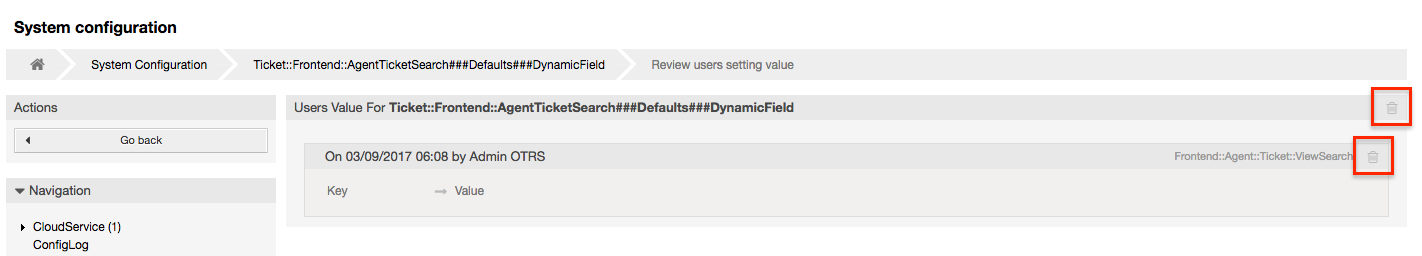 System configuration
System Configuration
Ticket::Frontend::AgentTicketSearch###Defaults###DynamicField
Review users setting value
Actions
Go back
Navigation
CloudService (1)
ConfigLog
Users Value For Ticket::Frontend::AgentTicketSearch###Defaults###DynamicField
On 03/09/2017 06:08 by Admin OTRS
Frontend::Agent::Ticket::ViewSearch
Key
Value